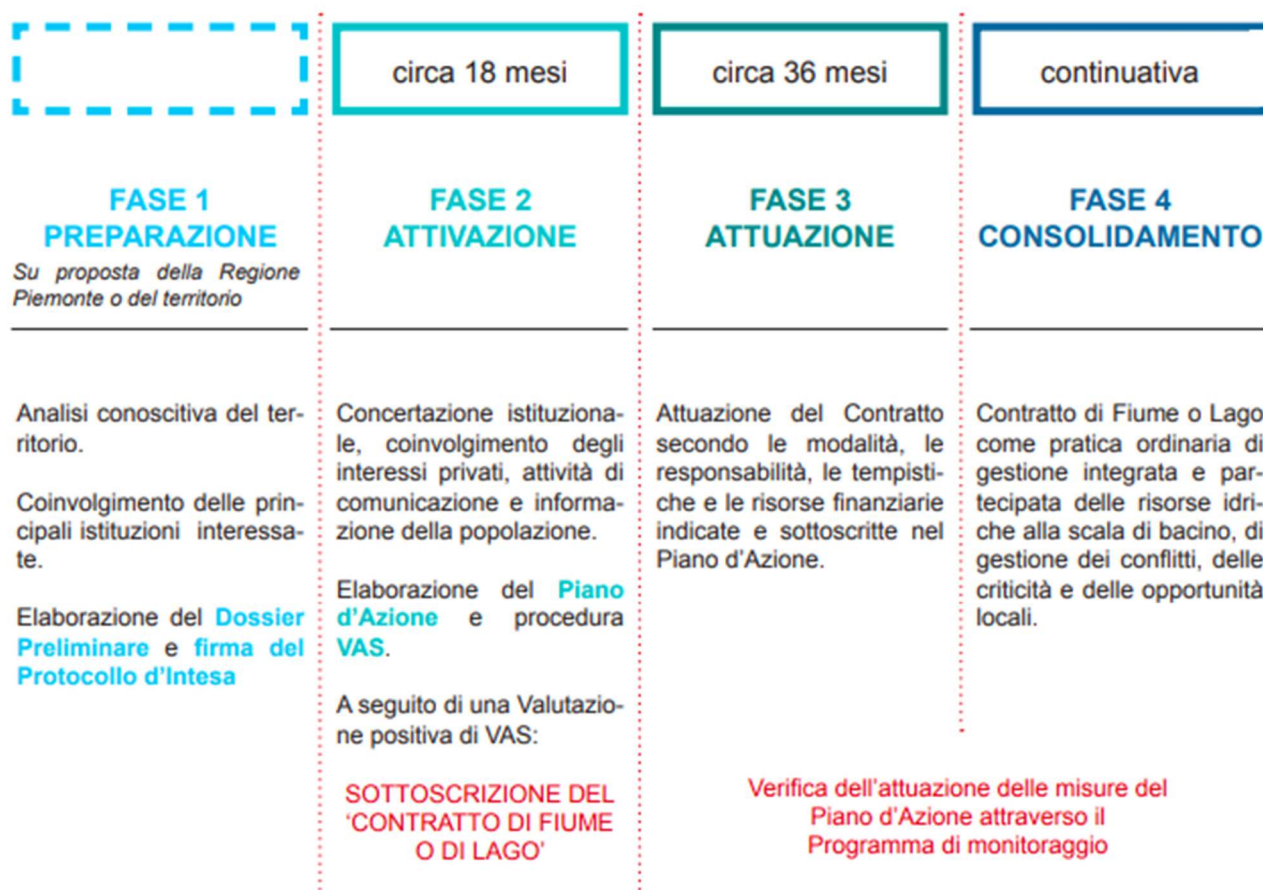 circa 18 mesi
circa 36 mesi
continuativa
FASE 1
PREPARAZIONE
Su proposta della Regione
Piemonte o del territorio
Analisi conoscitiva del ter-
ritorio.
Coinvolgimento delle prin-
cipali istituzioni interessa-
te.
Elaborazione del Dossier
Preliminare e firma del
Protocollo d'Intesa
FASE 2
ATTIVAZIONE
Concertazione istituziona-
le, coinvolgimento degli
interessi privati, attività di
comunicazione e informa-
zione della popolazione.
Elaborazione del Piano
d'Azione e procedura
VAS.
A seguito di una Valutazio-
ne positiva di VAS:
SOTTOSCRIZIONE DEL
'CONTRATTO DI FIUME
O DI LAGO'
FASE 3
ATTUAZIONE
Attuazione del Contratto
secondo le modalità, le
responsabilità, le tempisti-
che e le risorse finanziarie
indicate e sottoscritte nel
Piano d'Azione.
FASE 4
CONSOLIDAMENTO
Contratto di Fiume o Lago
come pratica ordinaria di
gestione integrata e par-
tecipata delle risorse idri-
che alla scala di bacino, di
gestione dei conflitti, delle
criticità e delle opportunità
locali.
Verifica dell'attuazione delle misure del
Piano d'Azione attraverso il
Programma di monitoraggio